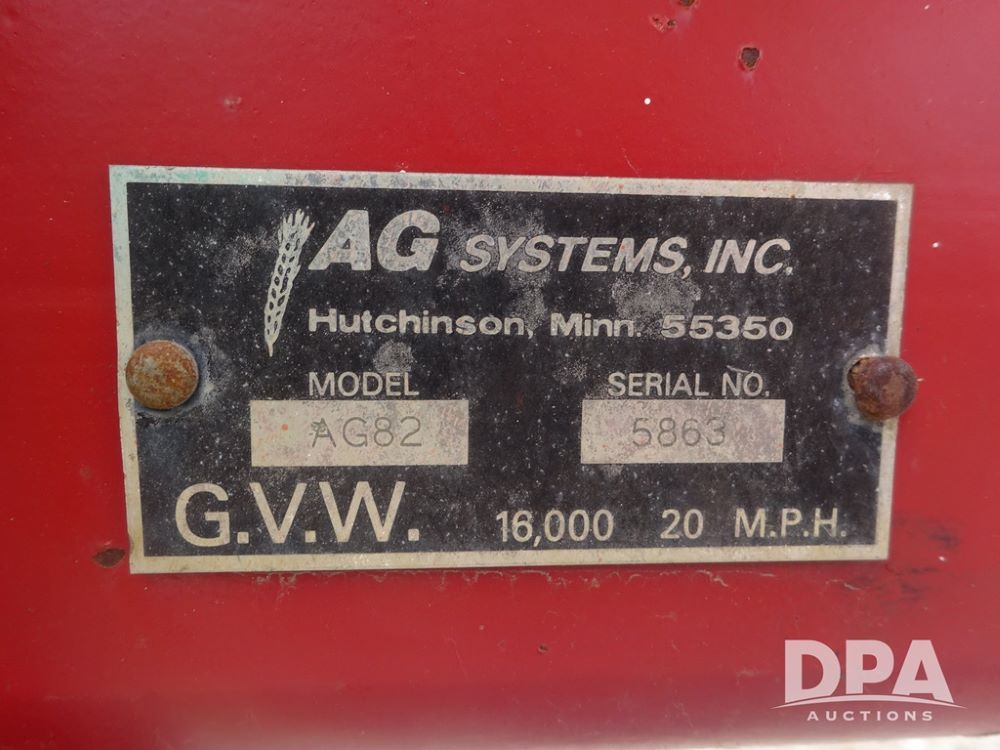 AG SYSTEMS, INC.
Hutchinson, Minn. 55350
MODEL SERIAL NO.
AG82 5863
G.V.W. 16,000 20 M.P.H.
DPA
AUCTIONS